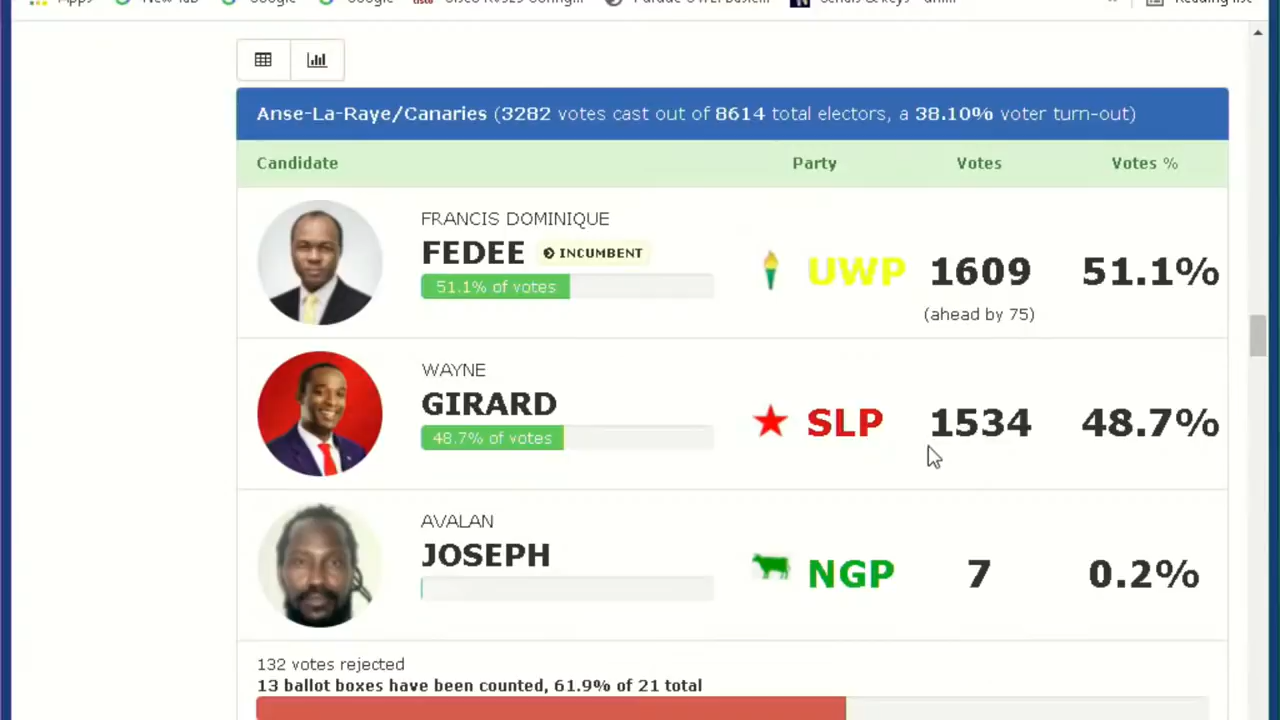 Anse-La-Raye/Canaries (3282 votes cast out of 8614 total electors, a 38.10% voter turn-out)
Candidate Party Votes Votes %
FRANCIS DOMINIQUE
FEDEE INCUMBENT
51.1% of votes
UWP 1609 51.1%
(ahead by 75)
WAYNE
GIRARD
48.7% of votes
SLP 1534 48.7%
AVALAN
JOSEPH
NGP 7 0.2%
132 votes rejected
13 ballot boxes have been counted, 61.9% of 21 total